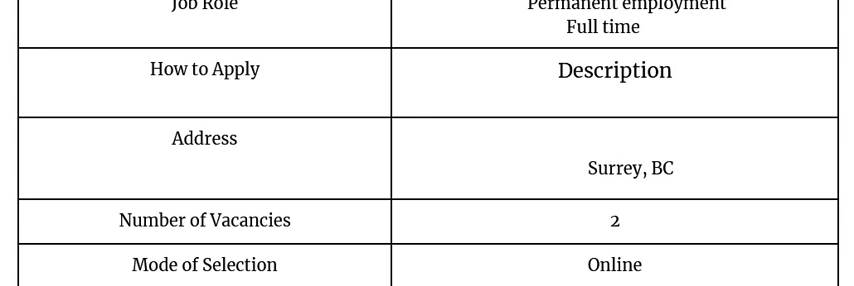 Job Role
Permanent employment
Full time
How to Apply
Description
Address
Surrey, BC
Number of Vacancies
2
Mode of Selection
Online